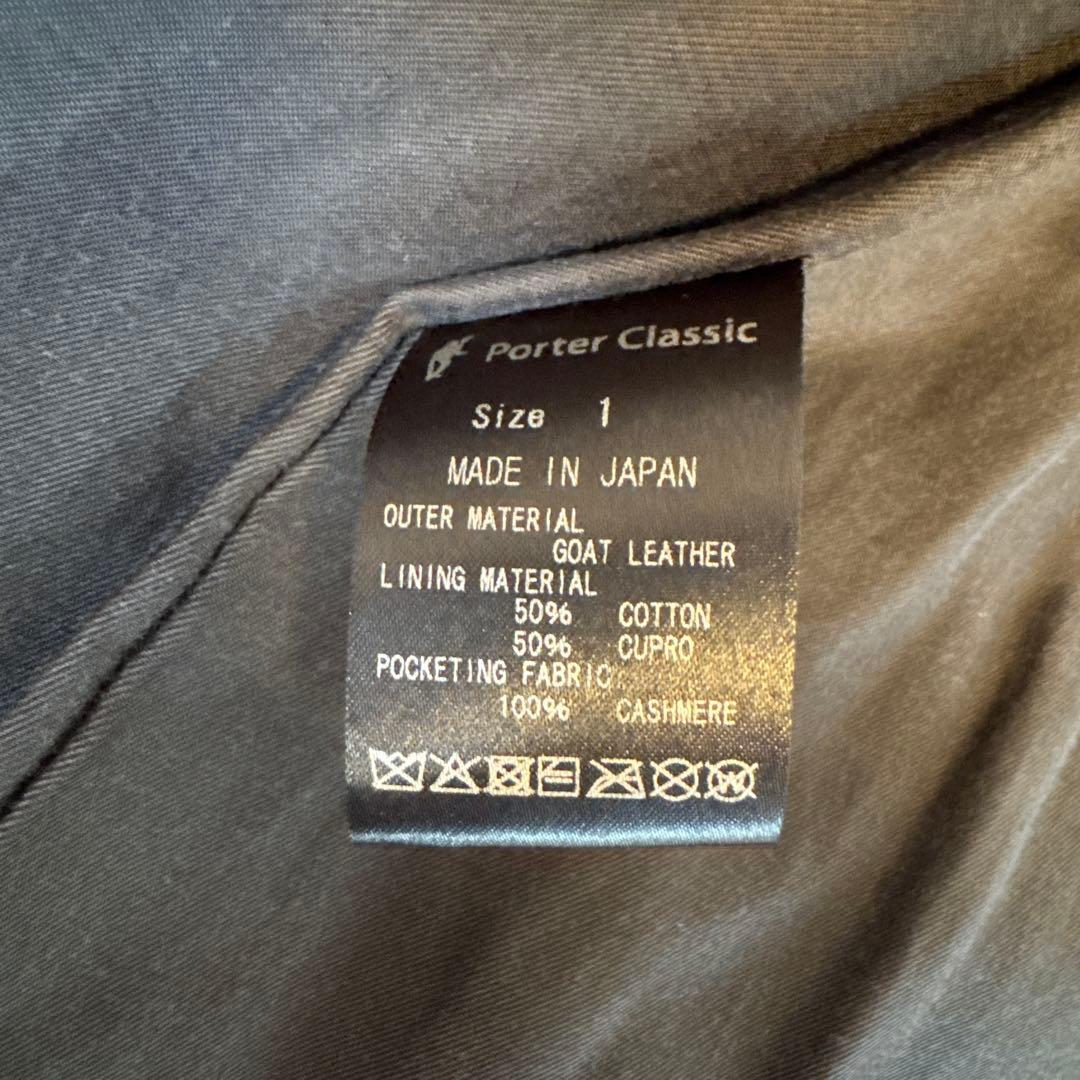 Porter Classic
Size 1
MADE IN JAPAN
OUTER MATERIAL
GOAT LEATHER
LINING MATERIAL
50% COTTON
50% CUPRO
POCKETING FABRIC
100% CASHMERE
W